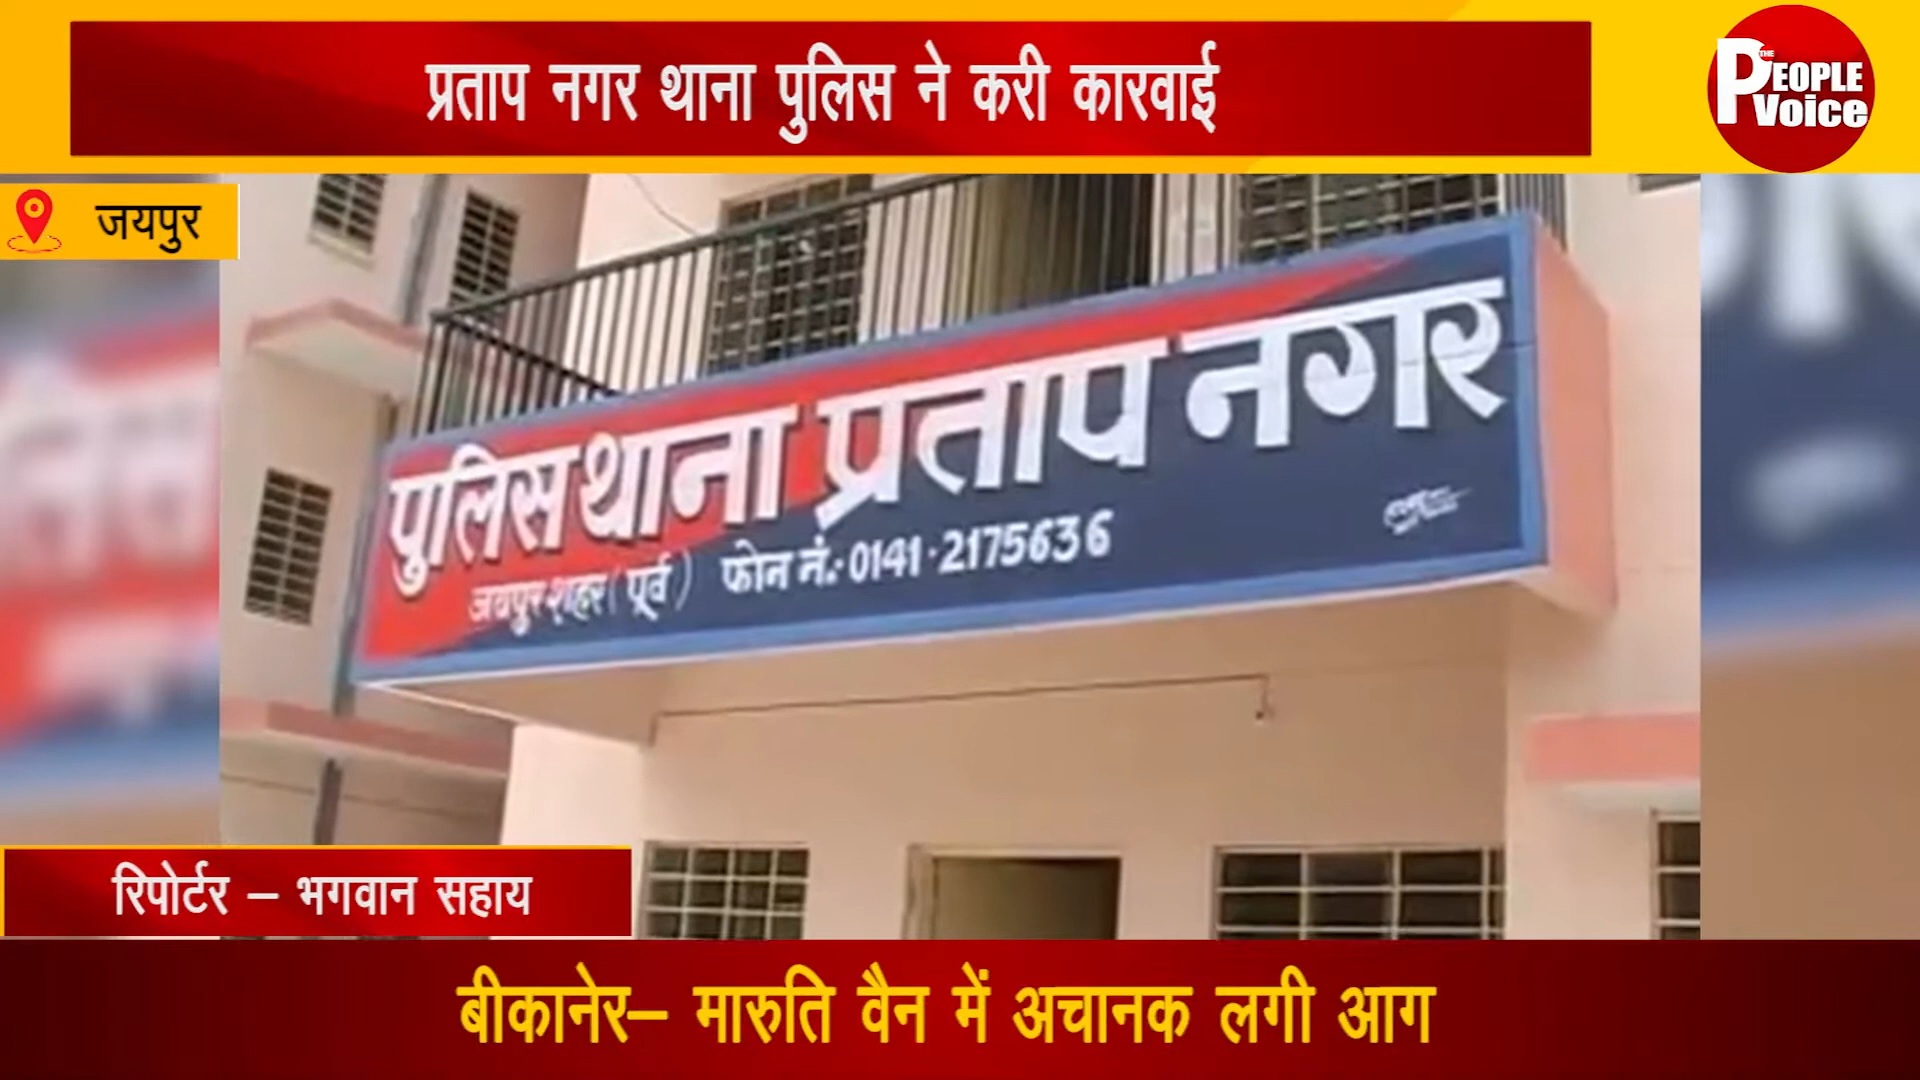 प्रताप नगर थाना पुलिस ने करी कारवाई
THE
PEOPLE
Voice
जयपुर
पुलिस थाना प्रताप नगर
जयपुर शहर ( पूर्व ) फोन नं.- 0141-2175636
रिपोर्टर – भगवान सहाय
बीकानेर– मारुति वैन में अचानक लगी आग